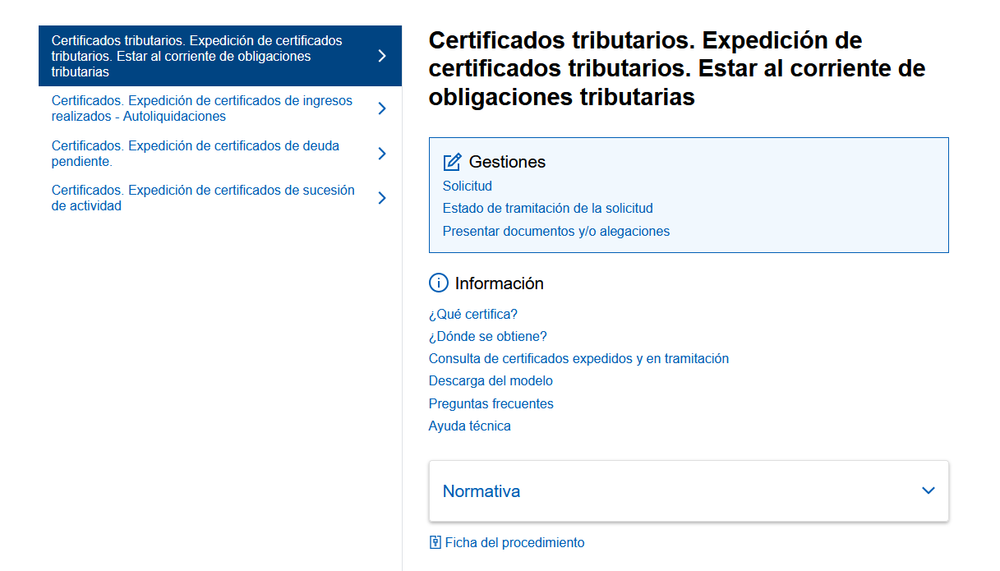 Certificados tributarios. Expedición de certificados
tributarios. Estar al corriente de obligaciones
tributarias
Certificados. Expedición de certificados de ingresos
realizados - Autoliquidaciones
Certificados. Expedición de certificados de deuda
pendiente.
Certificados. Expedición de certificados de sucesión
de actividad
Certificados tributarios. Expedición de
certificados tributarios. Estar al corriente de
obligaciones tributarias
Gestiones
Solicitud
Estado de tramitación de la solicitud
Presentar documentos y/o alegaciones
Información
¿Qué certifica?
¿Dónde se obtiene?
Consulta de certificados expedidos y en tramitación
Descarga del modelo
Preguntas frecuentes
Ayuda técnica
Normativa
Ficha del procedimiento